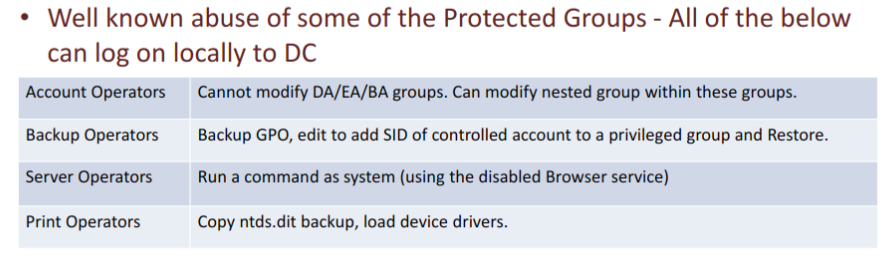 • Well known abuse of some of the Protected Groups - All of the below
can log on locally to DC
Account Operators Cannot modify DA/EA/BA groups. Can modify nested group within these groups.
Backup Operators Backup GPO, edit to add SID of controlled account to a privileged group and Restore.
Server Operators Run a command as system (using the disabled Browser service)
Print Operators Copy ntds.dit backup, load device drivers.